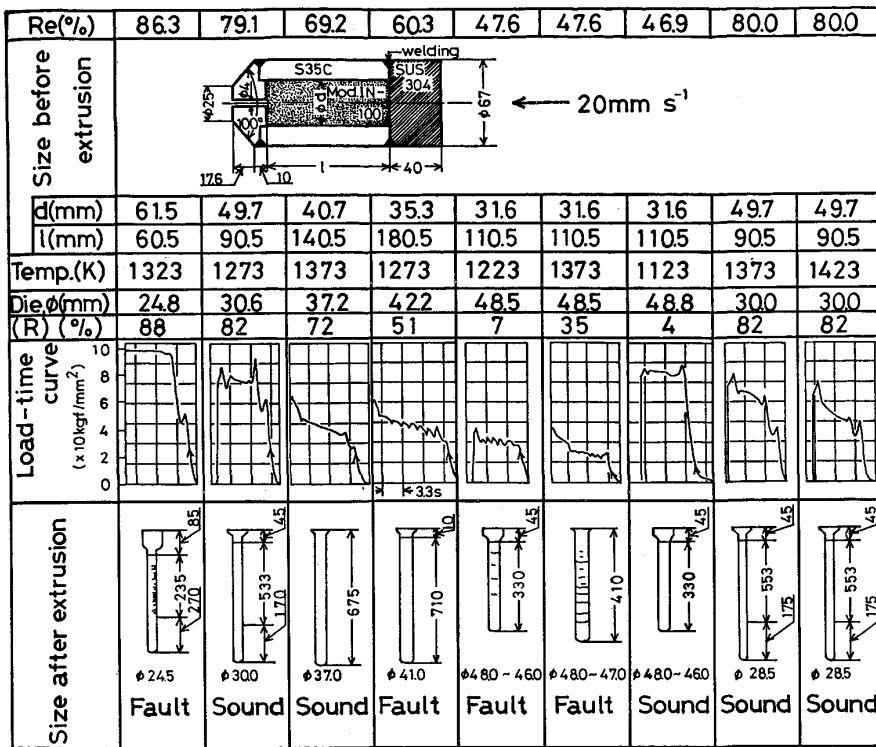 Re(%) 86.3 79.1 69.2 60.3 47.6 47.6 46.9 80.0 80.0
Size before extrusion
welding
S35C SUS 304
φ25 φ4 φd Mod.IN-100 φ67
100°
← 20mm s⁻¹
17.6 10 l 40
d(mm) 61.5 49.7 40.7 35.3 31.6 31.6 31.6 49.7 49.7
l(mm) 60.5 90.5 140.5 180.5 110.5 110.5 110.5 90.5 90.5
Temp.(K) 1323 1273 1373 1273 1223 1373 1123 1373 1423
Die,φ(mm) 24.8 30.6 37.2 42.2 48.5 48.5 48.8 30.0 30.0
(R) (%) 88 82 72 51 7 35 4 82 82
Load-time curve
(x10kgf/mm²)
10
8
6
4
2
0
3.3s
Size after extrusion
85 45 10 45 45 45 45
235 533 675 710 330 410 330 553 553
270 170 175 175
φ24.5 φ30.0 φ37.0 φ41.0 φ48.0~46.0 φ48.0~47.0 φ48.0~46.0 φ28.5 φ28.5
Fault Sound Sound Fault Fault Fault Sound Sound Sound